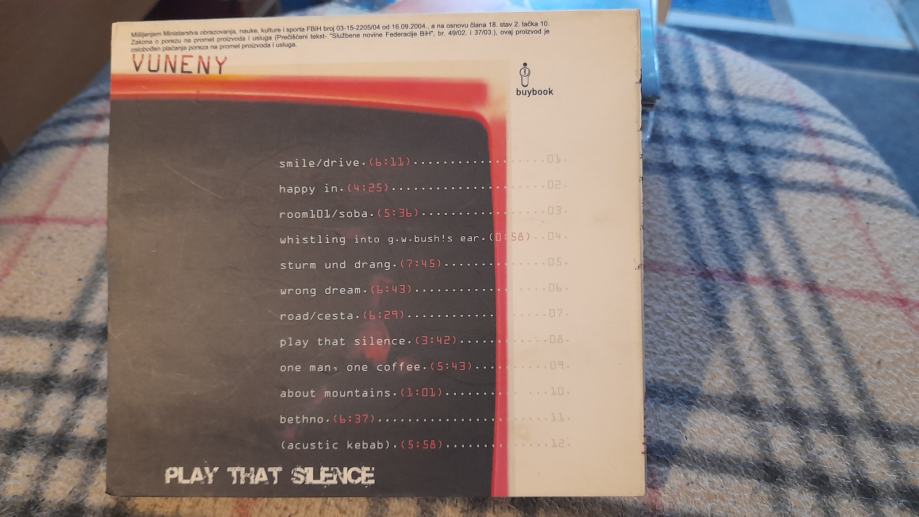 Mišljenjem Ministarstva obrazovanja, nauke, kulture i sporta FBiH broj 03-15-2205/04 od 16.09.2004., a na osnovu člana 18. stav 2. tačka 10.
Zakona o porezu na promet proizvoda i usluga (Prečišćeni tekst- "Službene novine Federacije BiH", br. 49/02. i 37/03.), ovaj proizvod je
oslobođen plaćanja poreza na promet proizvoda i usluga.
VUNENY
buybook
smile/drive.(6:11)..................01.
happy in.(4:25)..................02.
room101/soba.(5:36)..................03.
whistling into g.w.bush!s ear.(0:58)...04.
sturm und drang.(7:45)..................05.
wrong dream.(6:43)..................06.
road/cesta.(6:29)..................07.
play that silence.(3:42)..................08.
one man, one coffee.(5:43)..................09.
about mountains.(1:01)..................10.
bethno.(6:37)..................11.
(acustic kebab).(5:58)..................12.
PLAY THAT SILENCE